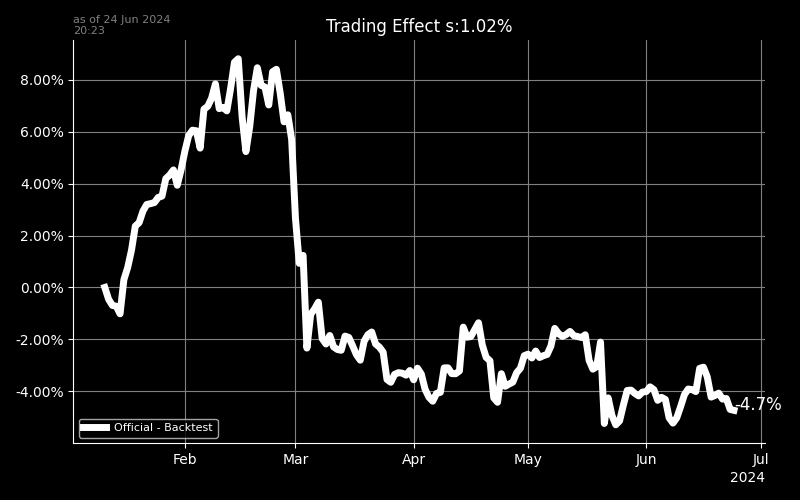 as of 24 Jun 2024
20:23
Trading Effect s:1.02%
8.00%
6.00%
4.00%
2.00%
0.00%
-2.00%
-4.00%
-4.7%
Official - Backtest
Feb Mar Apr May Jun Jul
2024